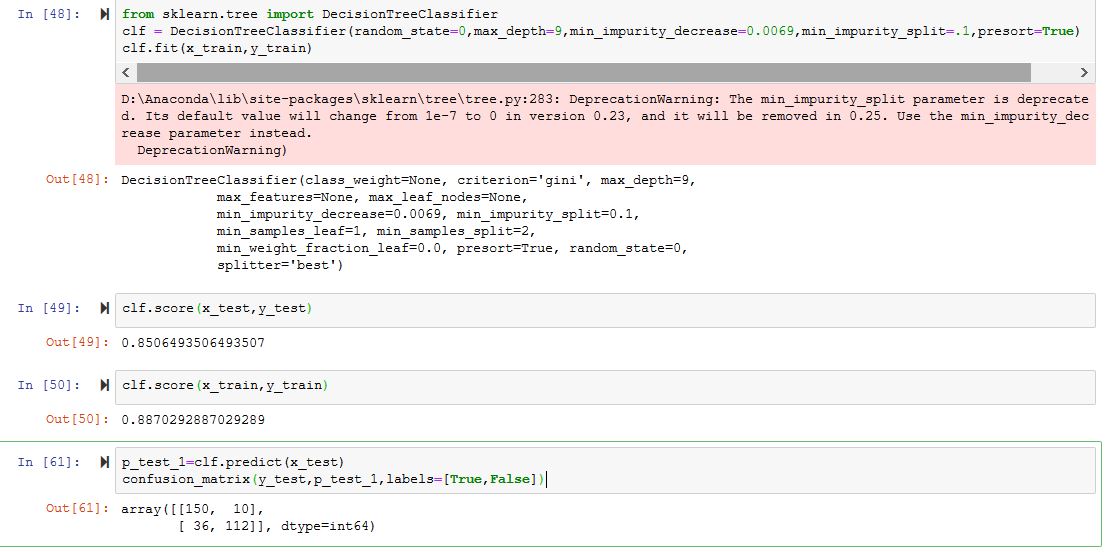 In [48]: from sklearn.tree import DecisionTreeClassifier
clf = DecisionTreeClassifier(random_state=0,max_depth=9,min_impurity_decrease=0.0069,min_impurity_split=.1,presort=True)
clf.fit(x_train,y_train)
D:\Anaconda\lib\site-packages\sklearn\tree\tree.py:283: DeprecationWarning: The min_impurity_split parameter is deprecate
d. Its default value will change from 1e-7 to 0 in version 0.23, and it will be removed in 0.25. Use the min_impurity_dec
rease parameter instead.
  DeprecationWarning)
Out[48]: DecisionTreeClassifier(class_weight=None, criterion='gini', max_depth=9,
            max_features=None, max_leaf_nodes=None,
            min_impurity_decrease=0.0069, min_impurity_split=0.1,
            min_samples_leaf=1, min_samples_split=2,
            min_weight_fraction_leaf=0.0, presort=True, random_state=0,
            splitter='best')
In [49]: clf.score(x_test,y_test)
Out[49]: 0.8506493506493507
In [50]: clf.score(x_train,y_train)
Out[50]: 0.8870292887029289
In [61]: p_test_1=clf.predict(x_test)
confusion_matrix(y_test,p_test_1,labels=[True,False])
Out[61]: array([[150,  10],
       [ 36, 112]], dtype=int64)